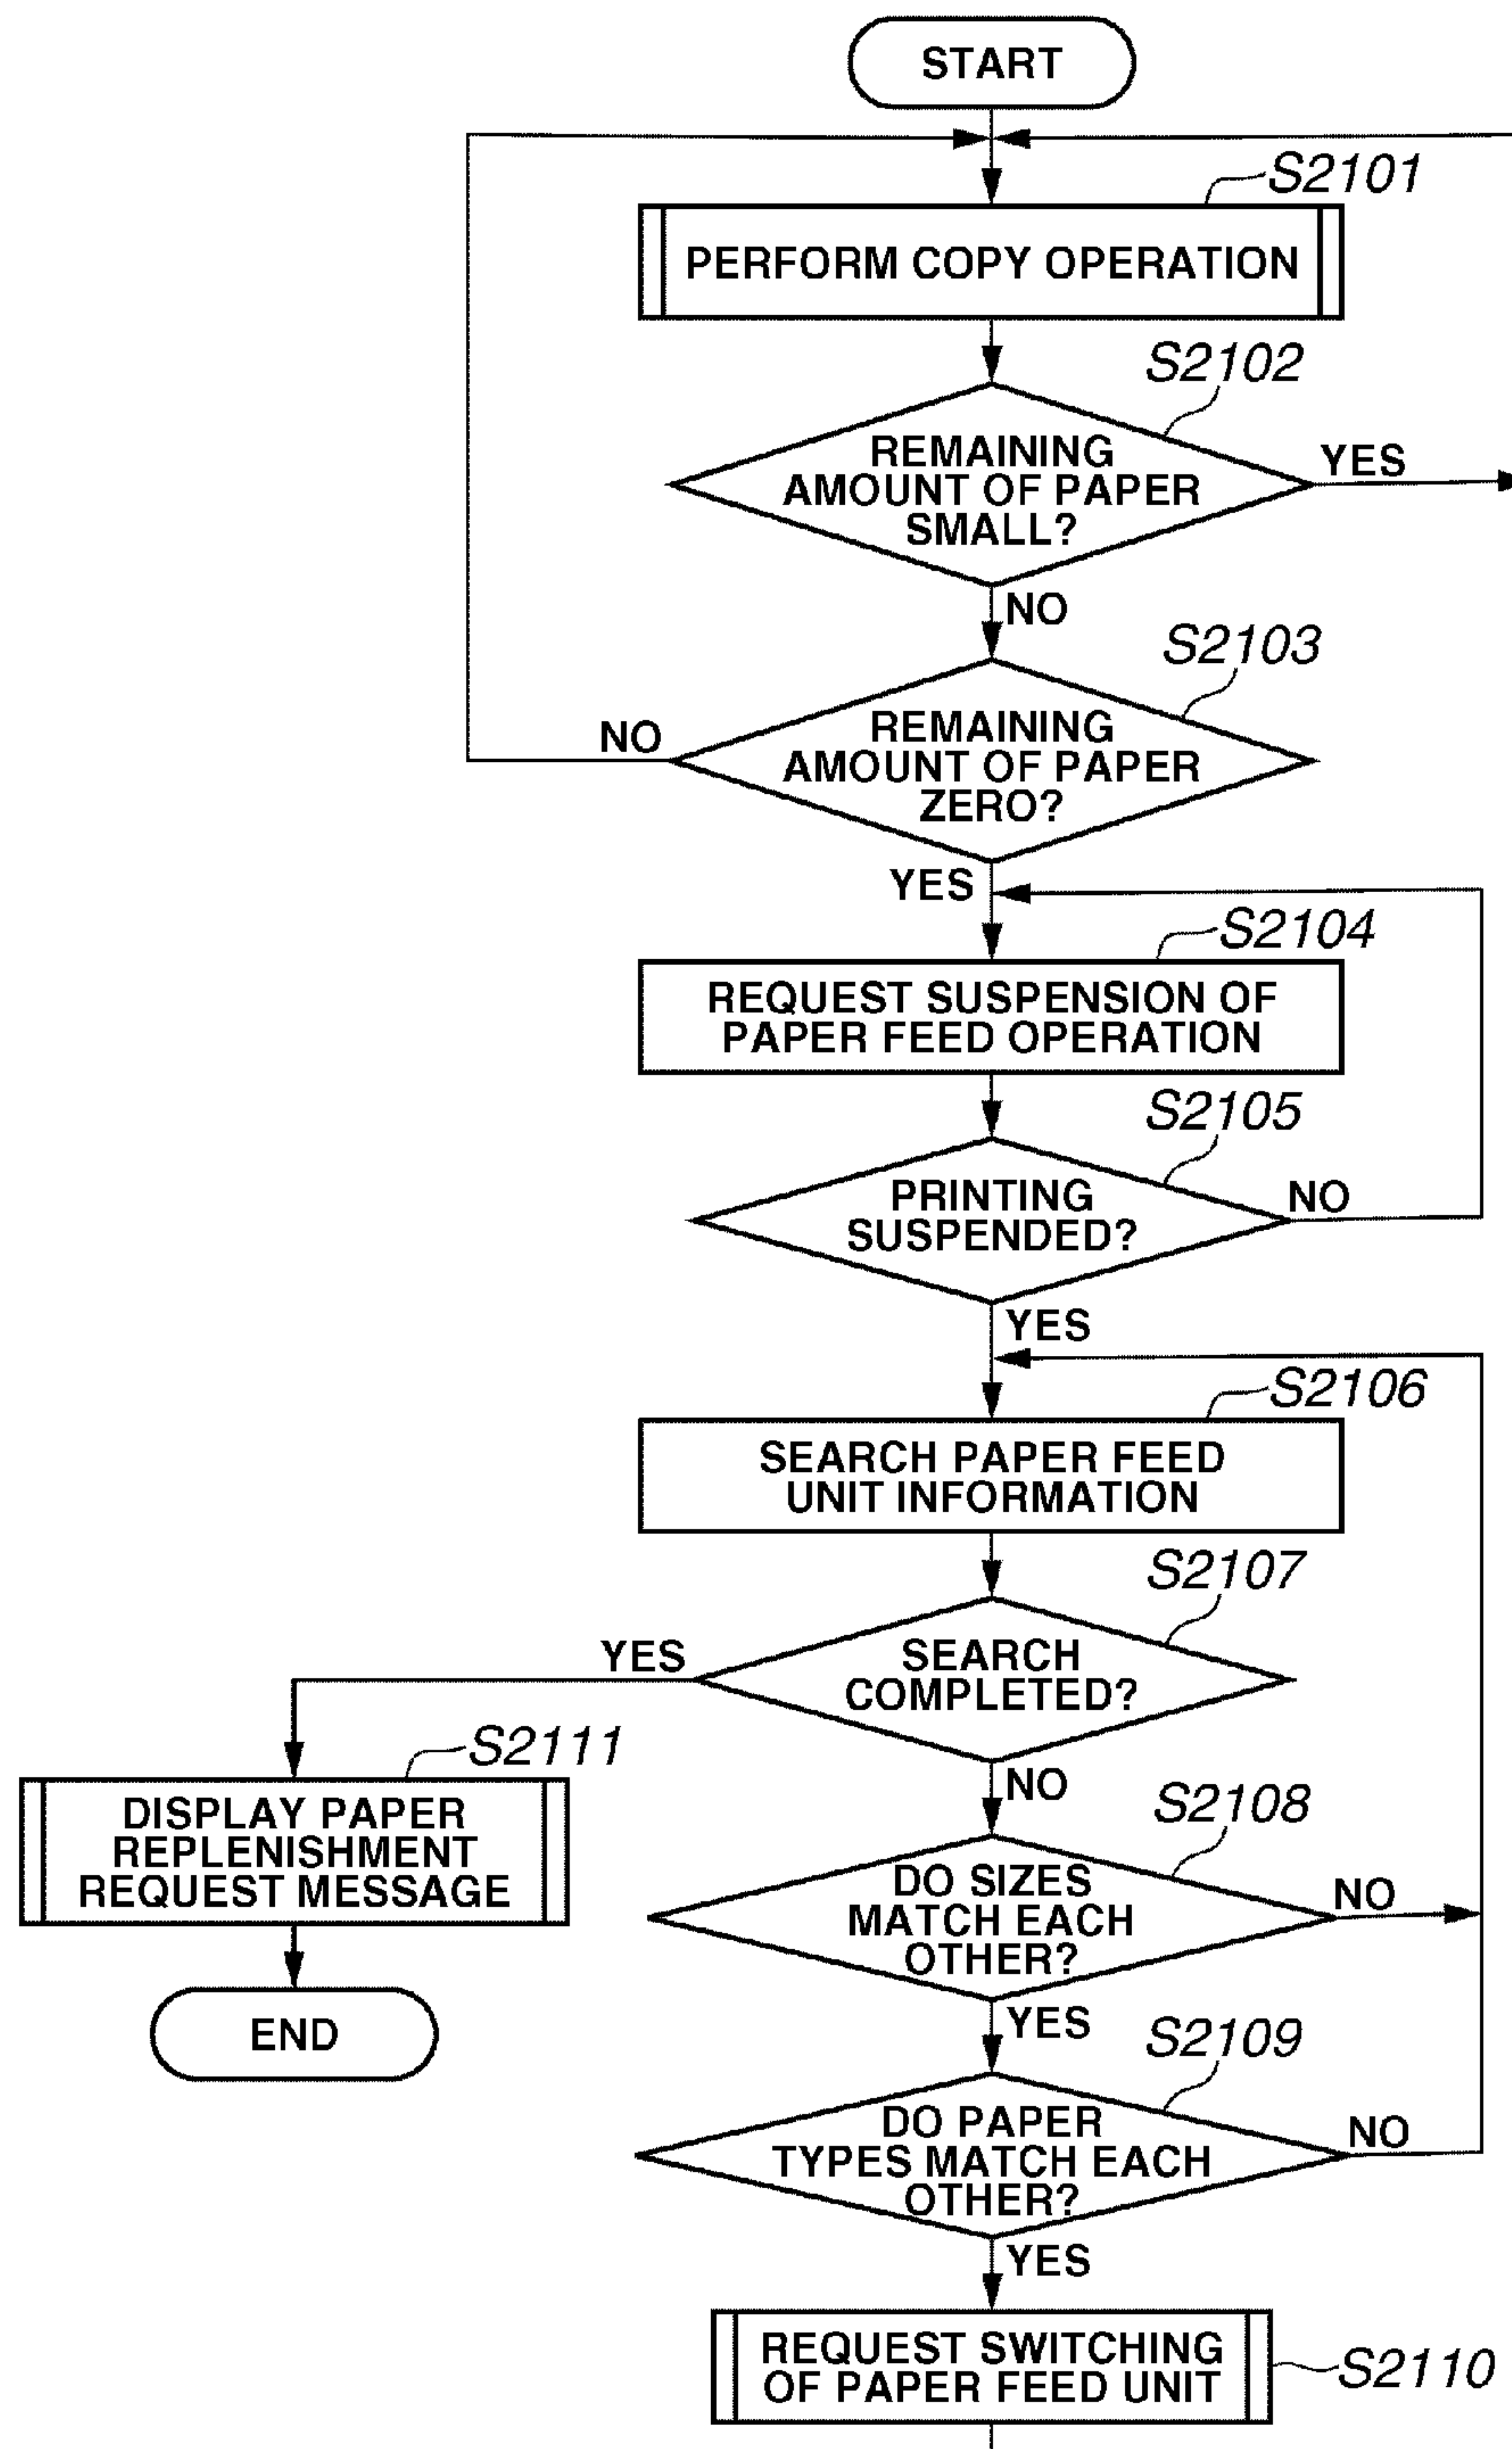 START
S2101
PERFORM COPY OPERATION
S2102
REMAINING
AMOUNT OF PAPER
SMALL?
YES
NO
S2103
REMAINING
AMOUNT OF PAPER
ZERO?
NO
YES
S2104
REQUEST SUSPENSION OF
PAPER FEED OPERATION
S2105
PRINTING
SUSPENDED?
NO
YES
S2106
SEARCH PAPER FEED
UNIT INFORMATION
S2107
SEARCH
COMPLETED?
YES
NO
S2111
DISPLAY PAPER
REPLENISHMENT
REQUEST MESSAGE
END
S2108
DO SIZES
MATCH EACH
OTHER?
NO
YES
S2109
DO PAPER
TYPES MATCH EACH
OTHER?
NO
YES
REQUEST SWITCHING
OF PAPER FEED UNIT
S2110